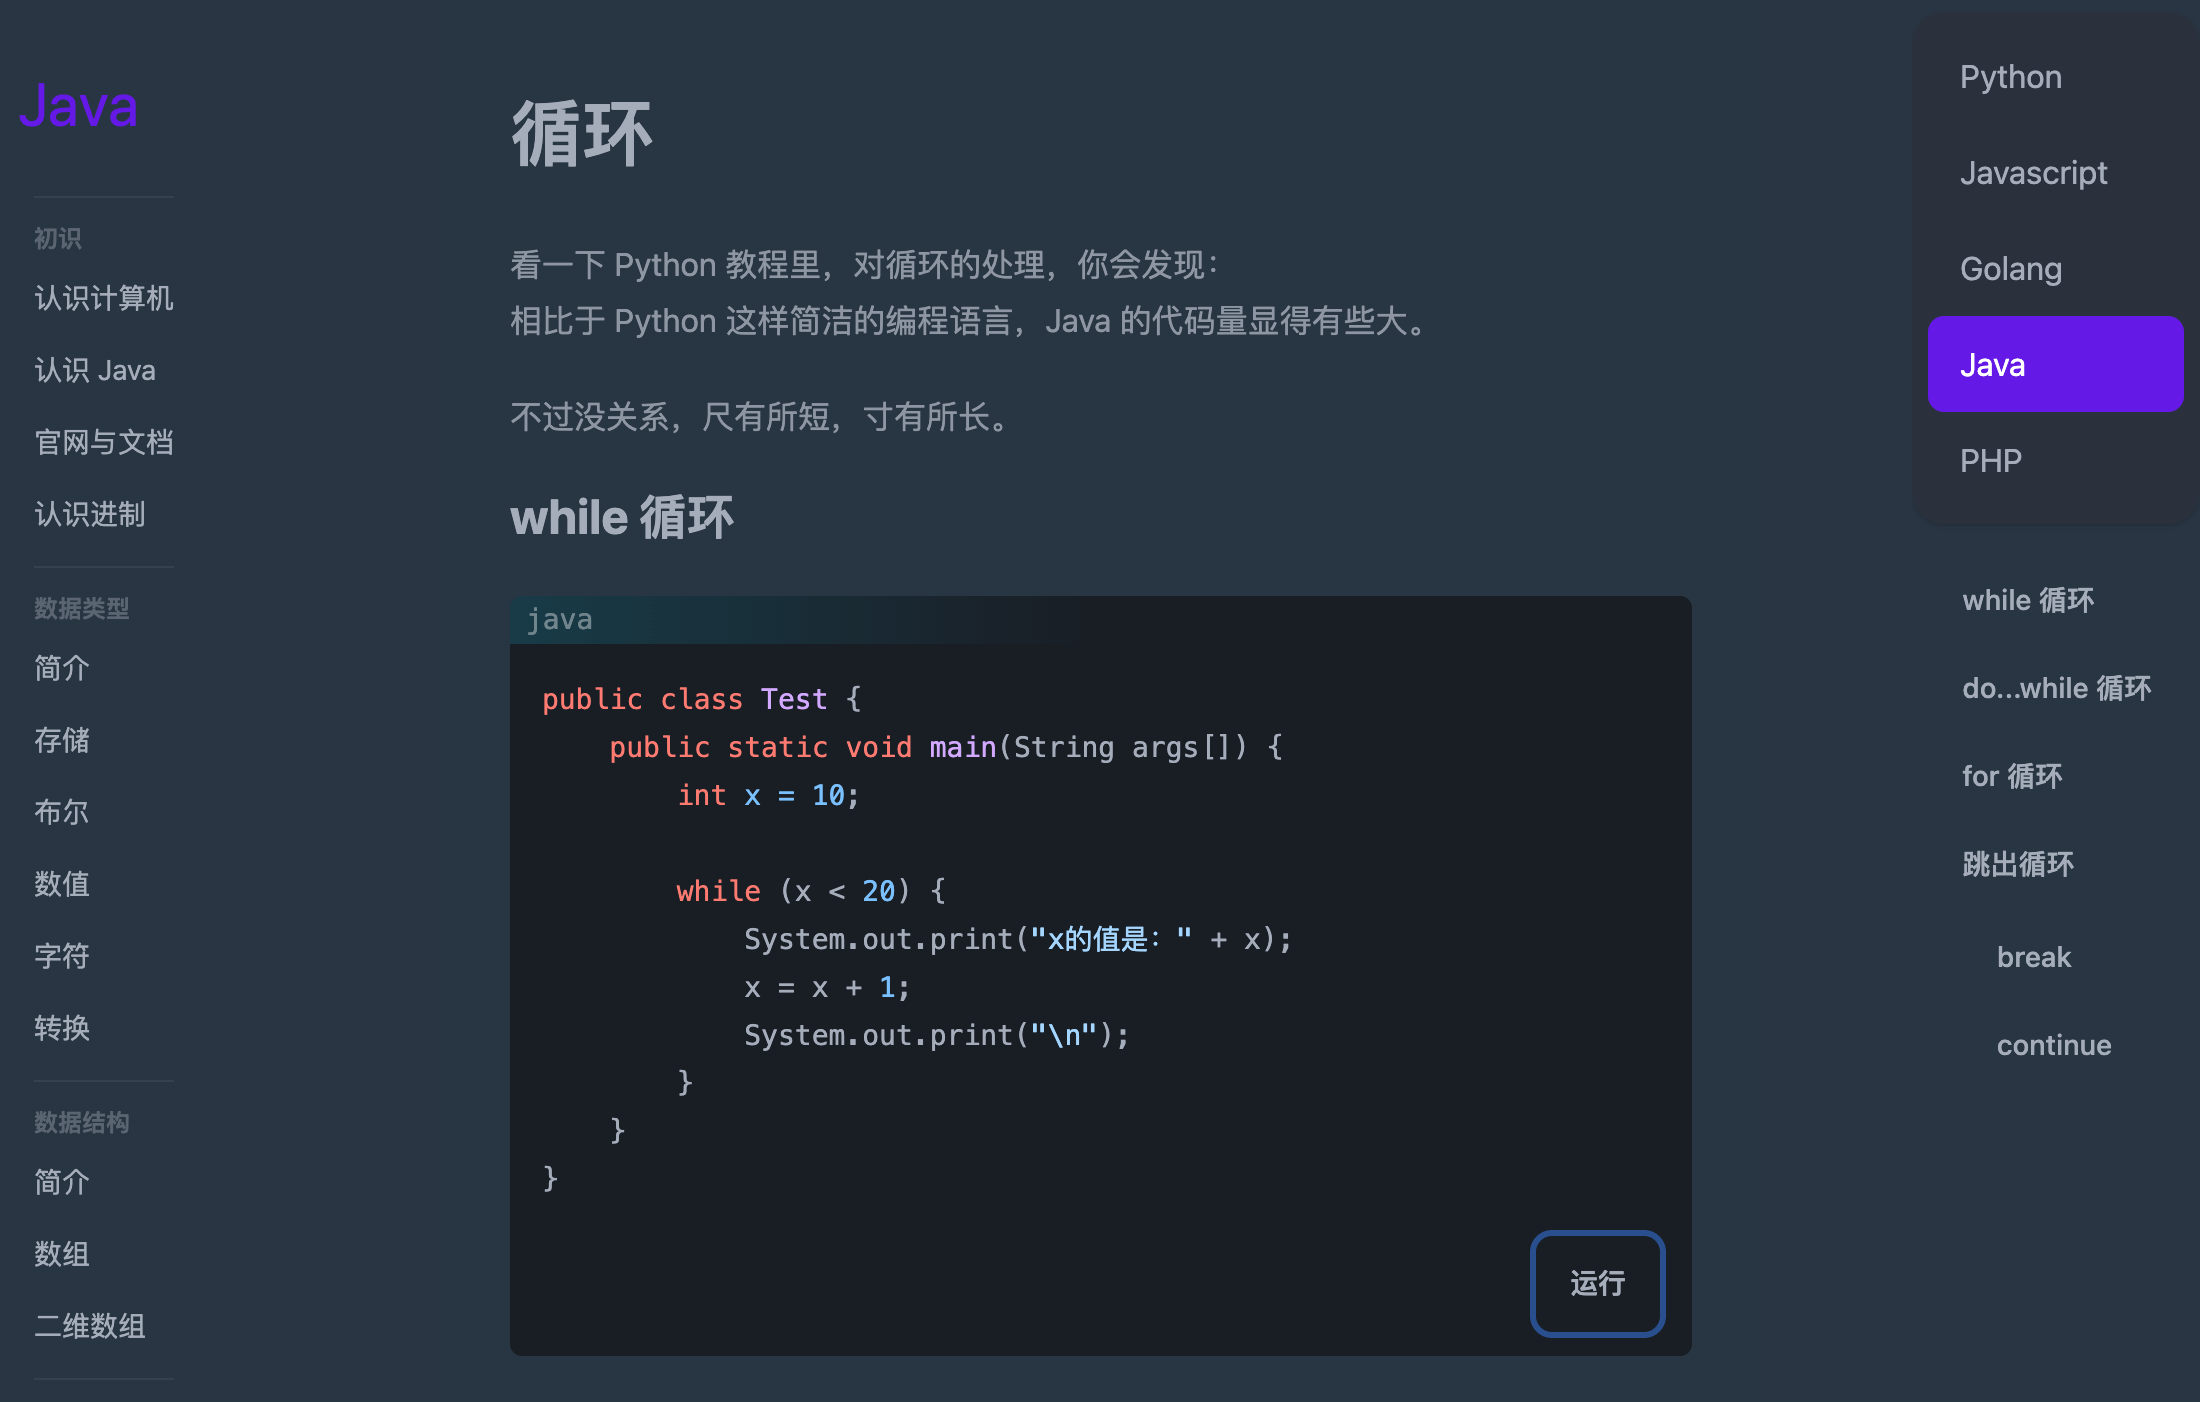 Java
初识
认识计算机
认识 Java
官网与文档
认识进制
数据类型
简介
存储
布尔
数值
字符
转换
数据结构
简介
数组
二维数组
循环
看一下 Python 教程里，对循环的处理，你会发现：
相比于 Python 这样简洁的编程语言，Java 的代码量显得有些大。
不过没关系，尺有所短，寸有所长。
while 循环
java
public class Test {
    public static void main(String args[]) {
        int x = 10;

        while (x < 20) {
            System.out.print("x的值是：" + x);
            x = x + 1;
            System.out.print("\n");
        }
    }
}
运行
Python
Javascript
Golang
Java
PHP
while 循环
do...while 循环
for 循环
跳出循环
break
continue